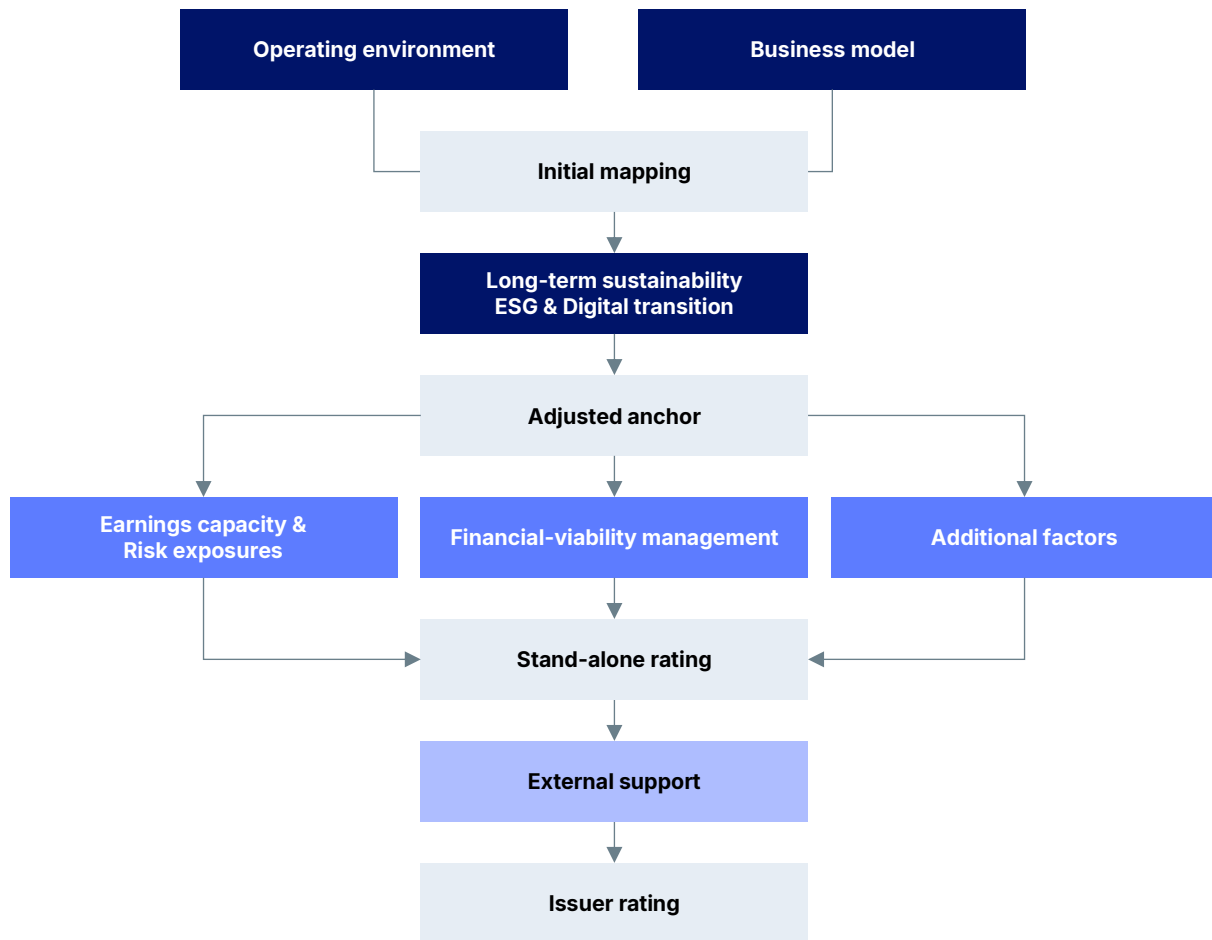 Operating environment
Business model
Initial mapping
Long-term sustainability
ESG & Digital transition
Adjusted anchor
Earnings capacity &
Risk exposures
Financial-viability management
Additional factors
Stand-alone rating
External support
Issuer rating